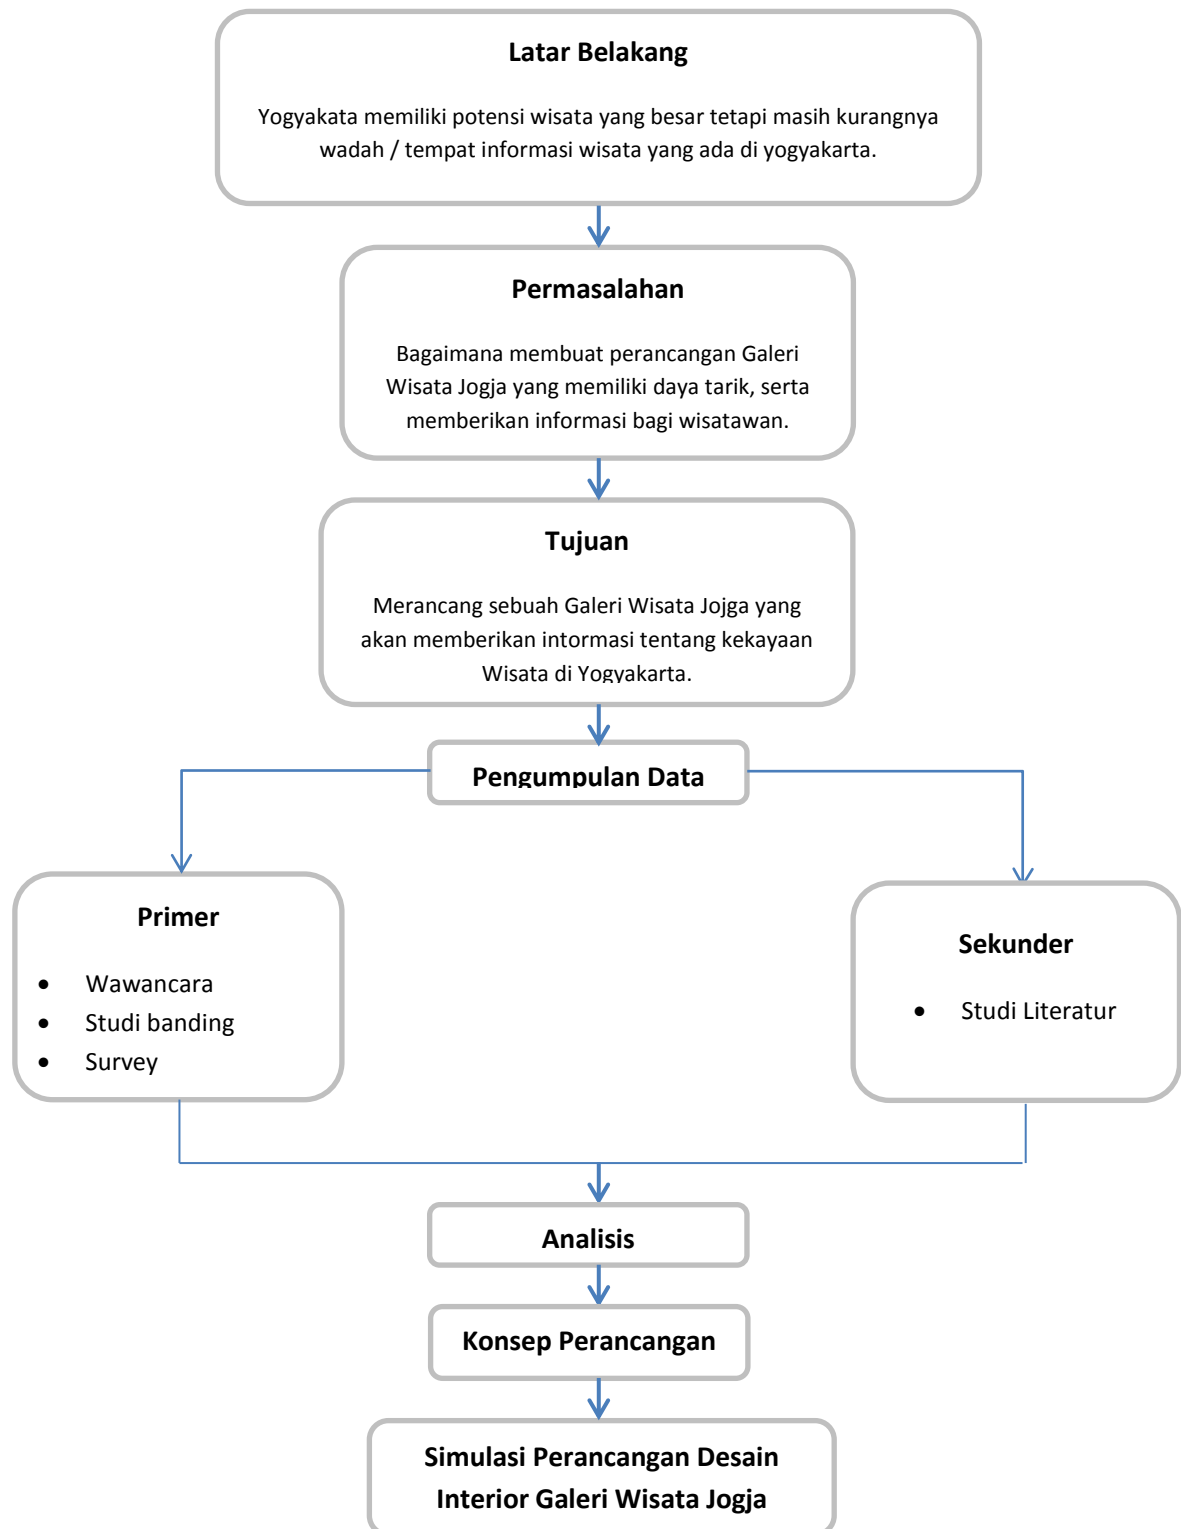 Latar Belakang
Yogyakata memiliki potensi wisata yang besar tetapi masih kurangnya
wadah / tempat informasi wisata yang ada di yogyakarta.
Permasalahan
Bagaimana membuat perancangan Galeri
Wisata Jogja yang memiliki daya tarik, serta
memberikan informasi bagi wisatawan.
Tujuan
Merancang sebuah Galeri Wisata Jojga yang
akan memberikan intormasi tentang kekayaan
Wisata di Yogyakarta.
Pengumpulan Data
Primer
• Wawancara
• Studi banding
• Survey
Sekunder
• Studi Literatur
Analisis
Konsep Perancangan
Simulasi Perancangan Desain
Interior Galeri Wisata Jogja